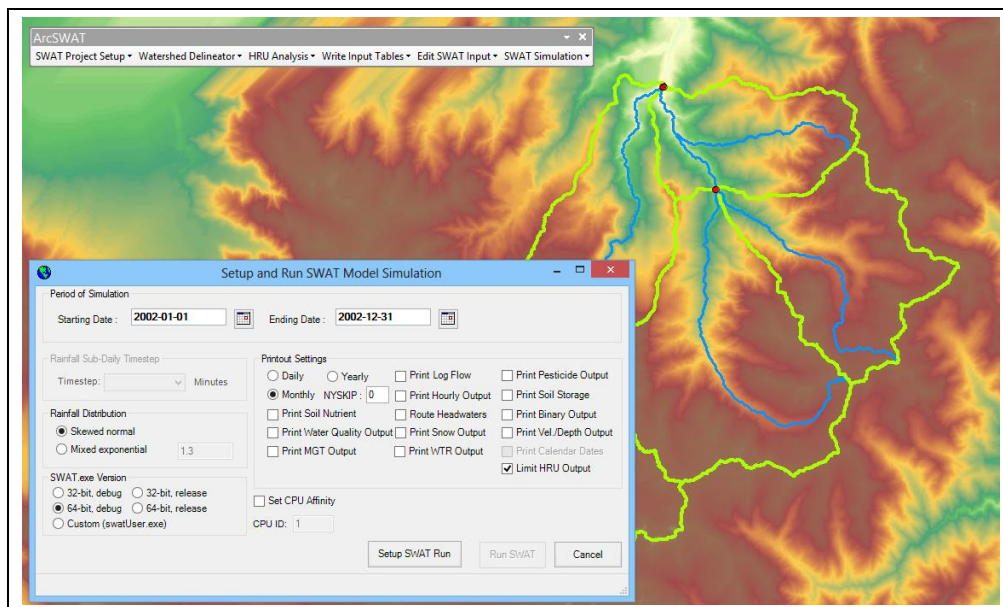 ArcSWAT
SWAT Project Setup Watershed Delineator HRU Analysis Write Input Tables Edit SWAT Input SWAT Simulation
Setup and Run SWAT Model Simulation
Period of Simulation
Starting Date : 2002-01-01 Ending Date : 2002-12-31
Rainfall Sub-Daily Timestep
Timestep: Minutes
Rainfall Distribution
Skewed normal
Mixed exponential 1.3
SWAT.exe Version
32-bit, debug 32-bit, release
64-bit, debug 64-bit, release
Custom (swatUser.exe)
Printout Settings
Daily Yearly Print Log Flow Print Pesticide Output
Monthly NYSKIP : 0 Print Hourly Output Print Soil Storage
Print Soil Nutrient Route Headwaters Print Binary Output
Print Water Quality Output Print Snow Output Print Vel./Depth Output
Print MGT Output Print WTR Output Print Calendar Dates
Limit HRU Output
Set CPU Affinity
CPU ID: 1
Setup SWAT Run Run SWAT Cancel